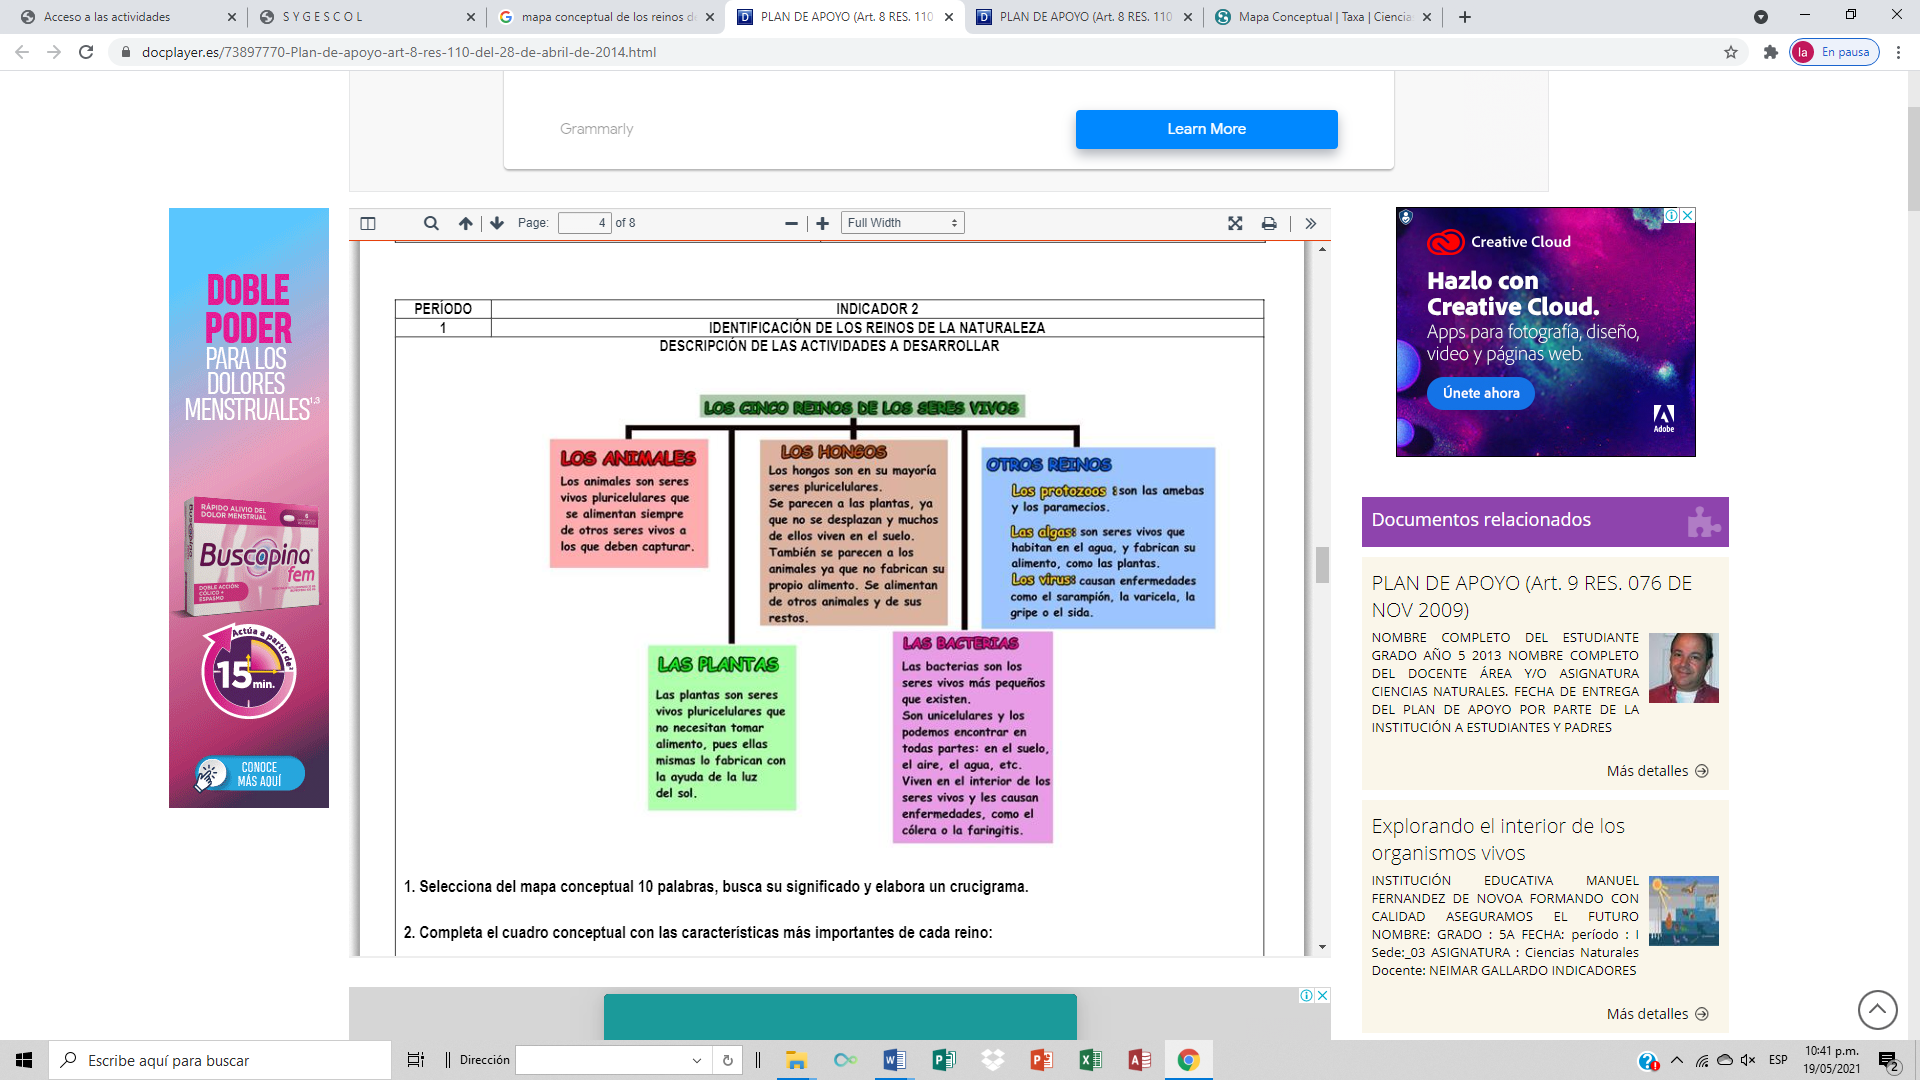 Acceso a las actividades
S Y G E S C O L
mapa conceptual de los reinos d
PLAN DE APOYO (Art. 8 RES. 110
PLAN DE APOYO (Art. 8 RES. 110
Mapa Conceptual | Taxa | Ciencia
docplayer.es/73897770-Plan-de-apoyo-art-8-res-110-del-28-de-abril-de-2014.html
la
En pausa
Grammarly
Learn More
Page: 4 of 8
Full Width
PERÍODO
INDICADOR 2
1
IDENTIFICACIÓN DE LOS REINOS DE LA NATURALEZA
DESCRIPCIÓN DE LAS ACTIVIDADES A DESARROLLAR
LOS CINCO REINOS DE LOS SERES VIVOS
LOS ANIMALES
Los animales son seres
vivos pluricelulares que
se alimentan siempre
de otros seres vivos a
los que deben capturar.
LOS HONGOS
Los hongos son en su mayoría
seres pluricelulares.
Se parecen a las plantas, ya
que no se desplazan y muchos
de ellos viven en el suelo.
También se parecen a los
animales ya que no fabrican su
propio alimento. Se alimentan
de otros animales y de sus
restos.
OTROS REINOS
Los protozoos : son las amebas
y los paramecios.
Las algas: son seres vivos que
habitan en el agua, y fabrican su
alimento, como las plantas.
Los virus: causan enfermedades
como el sarampión, la varicela, la
gripe o el sida.
LAS PLANTAS
Las plantas son seres
vivos pluricelulares que
no necesitan tomar
alimento, pues ellas
mismas lo fabrican con
la ayuda de la luz
del sol.
LAS BACTERIAS
Las bacterias son los
seres vivos más pequeños
que existen.
Son unicelulares y los
podemos encontrar en
todas partes: en el suelo,
el aire, el agua, etc.
Viven en el interior de los
seres vivos y les causan
enfermedades, como el
cólera o la faringitis.
1. Selecciona del mapa conceptual 10 palabras, busca su significado y elabora un crucigrama.
2. Completa el cuadro conceptual con las características más importantes de cada reino:
DOBLE
PODER
PARA LOS
DOLORES
MENSTRUALES1,3
RÁPIDO ALIVIO DEL
DOLOR MENSTRUAL
Buscapina
fem
DOBLE ACCIÓN:
CÓLICO +
ESPASMO
Actúa a partir de
15 min.
CONOCE
MÁS AQUÍ
Creative Cloud
Hazlo con
Creative Cloud.
Apps para fotografía, diseño,
video y páginas web.
Únete ahora
Adobe
Documentos relacionados
PLAN DE APOYO (Art. 9 RES. 076 DE
NOV 2009)
NOMBRE COMPLETO DEL ESTUDIANTE
GRADO AÑO 5 2013 NOMBRE COMPLETO
DEL DOCENTE ÁREA Y/O ASIGNATURA
CIENCIAS NATURALES. FECHA DE ENTREGA
DEL PLAN DE APOYO POR PARTE DE LA
INSTITUCIÓN A ESTUDIANTES Y PADRES
Más detalles
Explorando el interior de los
organismos vivos
INSTITUCIÓN EDUCATIVA MANUEL
FERNANDEZ DE NOVOA FORMANDO CON
CALIDAD ASEGURAMOS EL FUTURO
NOMBRE: GRADO : 5A FECHA: período : I
Sede:_03 ASIGNATURA : Ciencias Naturales
Docente: NEIMAR GALLARDO INDICADORES
Más detalles
Escribe aquí para buscar
Dirección
ESP
10:41 p.m.
19/05/2021
2